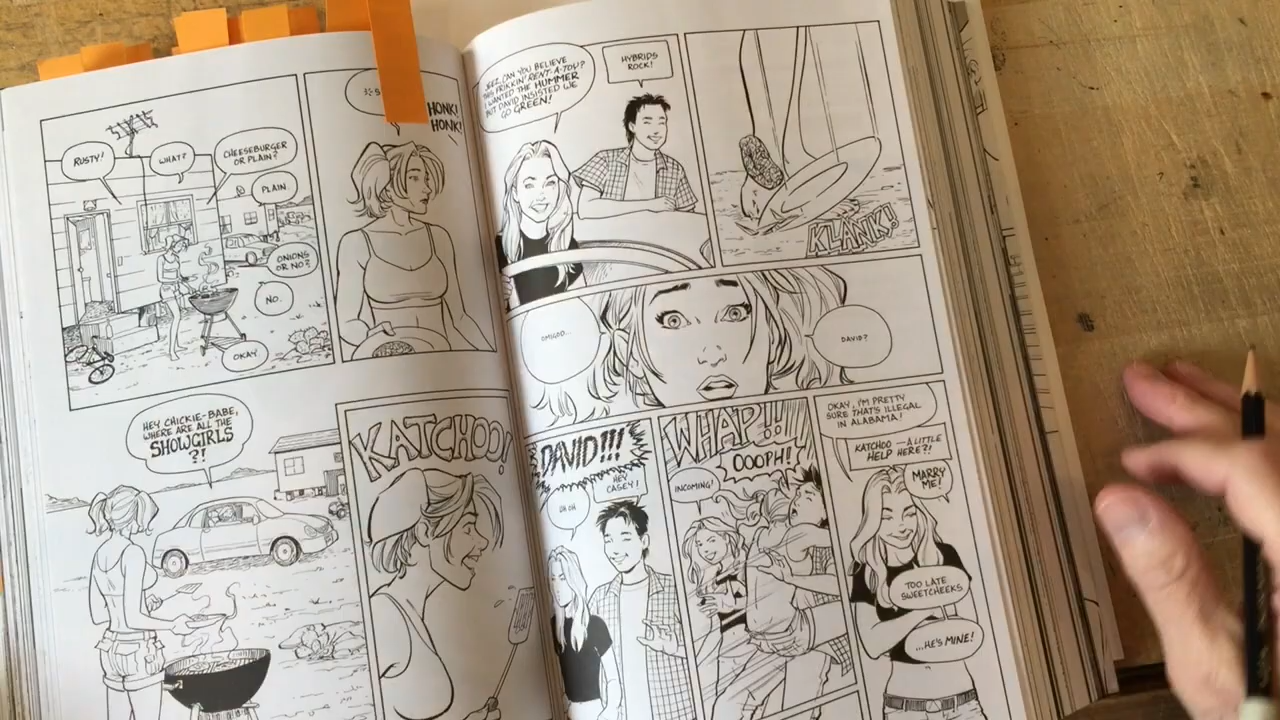 RUSTY!
WHAT?
CHEESEBURGER
OR PLAIN?
PLAIN
ONIONS
OR NO?
NO.
OKAY
HONK!
HONK!
HEY CHICKIE-BABE,
WHERE ARE ALL THE
SHOWGIRLS
?!
KATCHOO!
JEEZ, CAN YOU BELIEVE
THIS FRIKKIN' RENT-A-TOY?
I WANTED THE HUMMER
BUT DAVID INSISTED WE
GO GREEN!
HYBRIDS
ROCK!
KLANK!
OMIGOD...
DAVID?
DAVID!!!
UH OH
HEY
CASEY!
WHAP!!!
OOOPH!
INCOMING!
OKAY, I'M PRETTY
SURE THAT'S ILLEGAL
IN ALABAMA!
KATCHOO — A LITTLE
HELP HERE?!
MARRY
ME!
TOO LATE
SWEETCHEEKS
...HE'S MINE!